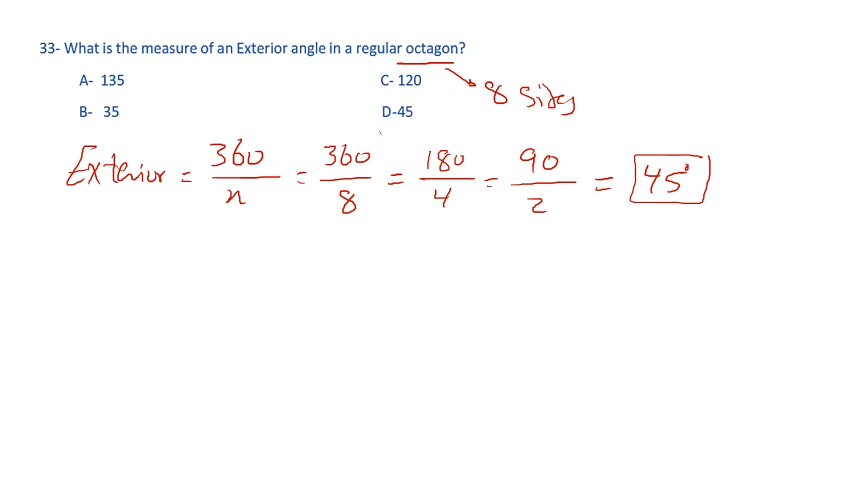 33- What is the measure of an Exterior angle in a regular octagon?
A- 135 C- 120
8 Sides
B- 35 D-45
Exterior = 360/n = 360/8 = 180/4 = 90/2 = 45°